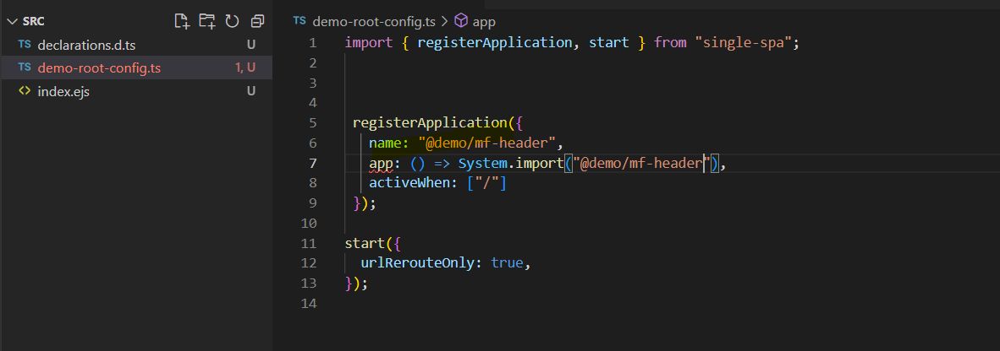 SRC
TS declarations.d.ts U
TS demo-root-config.ts 1, U
<> index.ejs U
TS demo-root-config.ts > app
1 import { registerApplication, start } from "single-spa";
2
3
4
5 registerApplication({
6 name: "@demo/mf-header",
7 app: () => System.import("@demo/mf-header"),
8 activeWhen: ["/"]
9 });
10
11 start({
12 urlRerouteOnly: true,
13 });
14